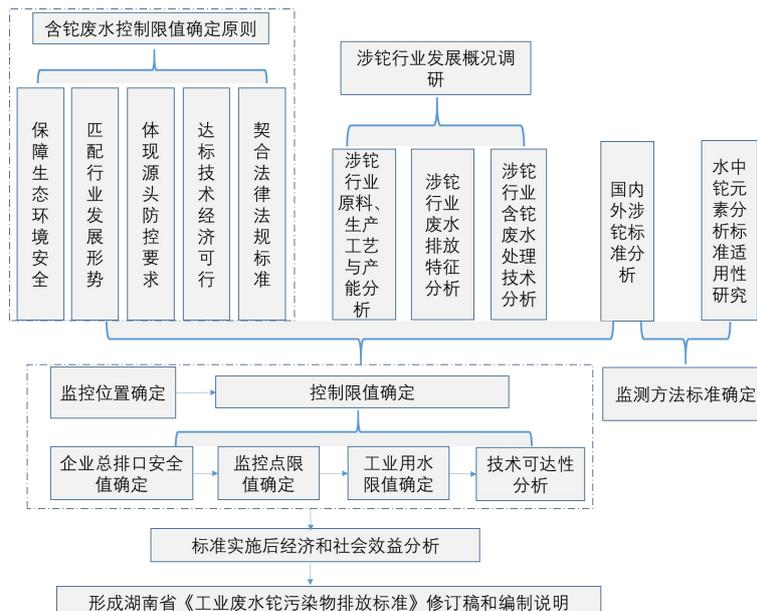 含铊废水控制限值确定原则
保障生态环境安全
匹配行业发展形势
体现源头防控要求
达标技术经济可行
契合法律法规标准
涉铊行业发展概况调
研
涉铊
行业
原料、
生产
工艺
与产
能分
析
涉铊
行业
废水
排放
特征
分析
涉铊
行业
含铊
废水
处理
技术
分析
国内
外涉
铊标
准分
析
水中
铊元
素分
析标
准适
用性
研究
监控位置确定
控制限值确定
监测方法标准确定
企业总排口安全
值确定
监控点限
值确定
工业用水
限值确定
技术可达性
分析
标准实施后经济和社会效益分析
形成湖南省《工业废水铊污染物排放标准》修订稿和编制说明